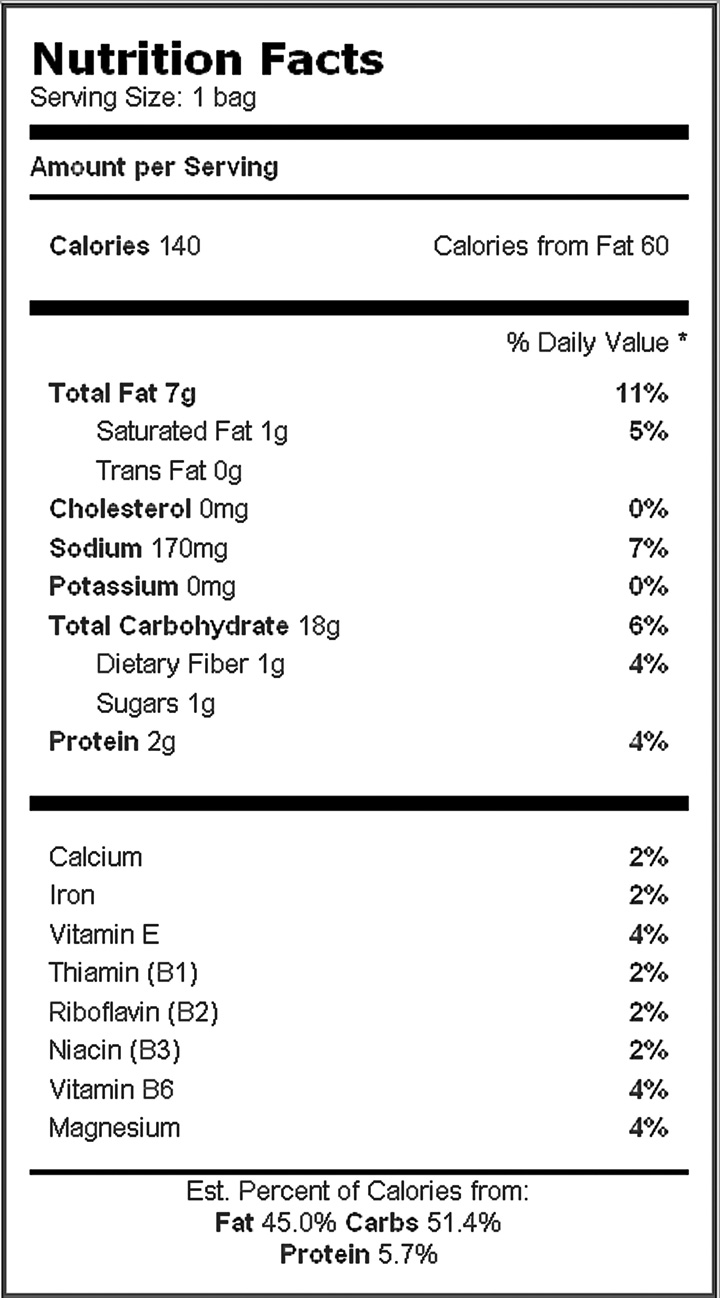 Nutrition Facts
Serving Size: 1 bag
Amount per Serving
Calories 140 Calories from Fat 60
% Daily Value *
Total Fat 7g 11%
Saturated Fat 1g 5%
Trans Fat 0g
Cholesterol 0mg 0%
Sodium 170mg 7%
Potassium 0mg 0%
Total Carbohydrate 18g 6%
Dietary Fiber 1g 4%
Sugars 1g
Protein 2g 4%
Calcium 2%
Iron 2%
Vitamin E 4%
Thiamin (B1) 2%
Riboflavin (B2) 2%
Niacin (B3) 2%
Vitamin B6 4%
Magnesium 4%
Est. Percent of Calories from:
Fat 45.0% Carbs 51.4%
Protein 5.7%